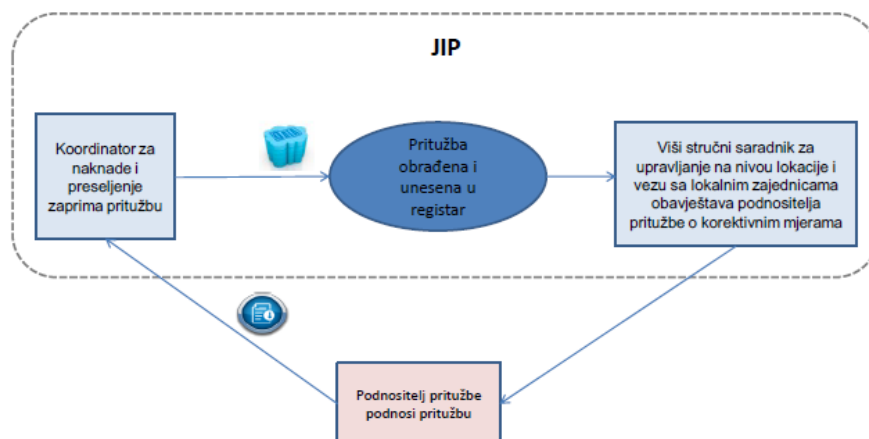 JIP
Koordinator za
naknade i
preseljenje
zaprima pritužbu
Pritužba
obrađena i
unesena u
registar
Viši stručni saradnik za
upravljanje na nivou lokacije i
vezu sa lokalnim zajednicama
obavještava podnositelja
pritužbe o korektivnim mjerama
Podnositelj pritužbe
podnosi pritužbu